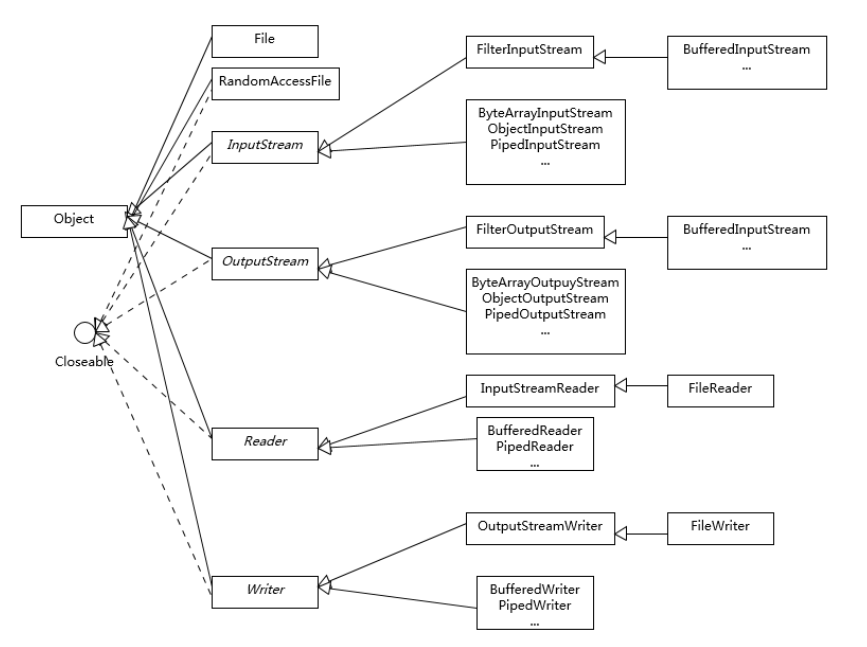 File
RandomAccessFile
InputStream
FilterInputStream
BufferedInputStream
...
ByteArrayInputStream
ObjectInputStream
PipedInputStream
...
Object
OutputStream
FilterOutputStream
BufferedInputStream
...
ByteArrayOutpuyStream
ObjectOutputStream
PipedOutputStream
...
Closeable
Reader
InputStreamReader
FileReader
BufferedReader
PipedReader
...
Writer
OutputStreamWriter
FileWriter
BufferedWriter
PipedWriter
...